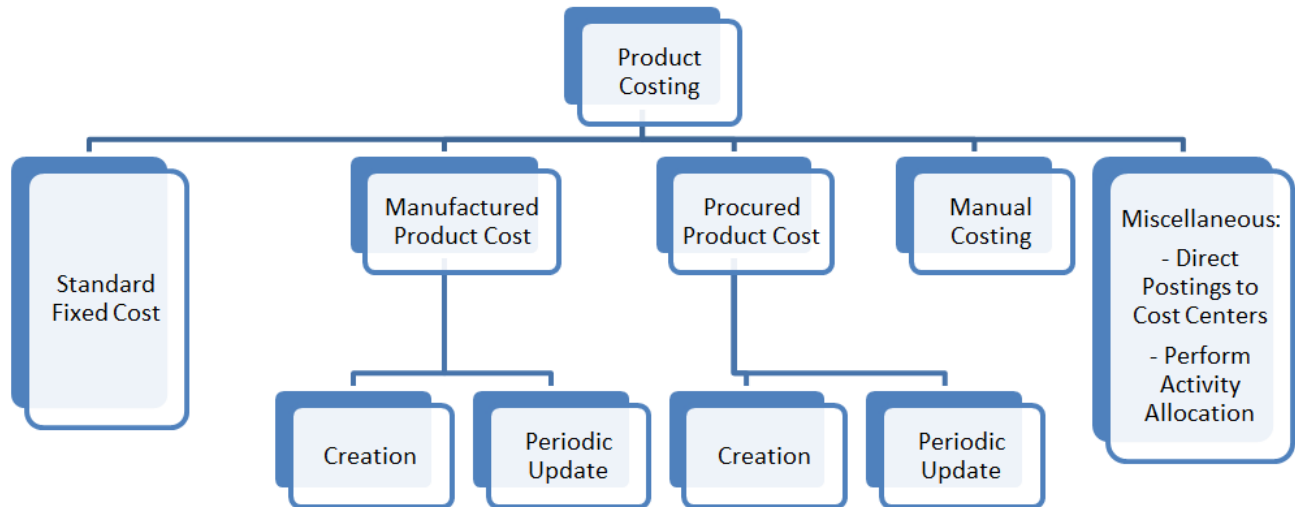 Product
Costing
Standard
Fixed Cost
Manufactured
Product Cost
Procured
Product Cost
Manual
Costing
Miscellaneous:
- Direct
Postings to
Cost Centers
- Perform
Activity
Allocation
Creation
Periodic
Update
Creation
Periodic
Update